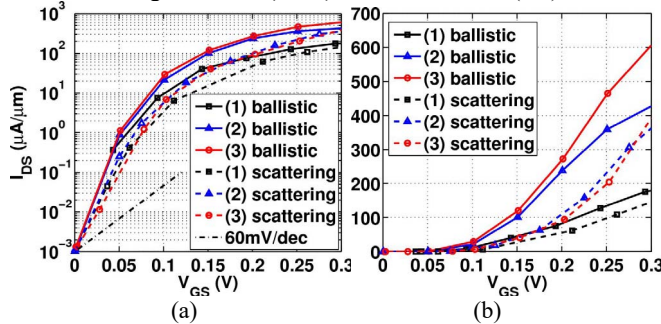 10³
10²
10¹
10⁰
10⁻¹
10⁻²
10⁻³
I_DS (μA/μm)
(1) ballistic
(2) ballistic
(3) ballistic
(1) scattering
(2) scattering
(3) scattering
60mV/dec
0 0.05 0.1 0.15 0.2 0.25 0.3
V_GS (V)
(a)
700
600
500
400
300
200
100
0
(1) ballistic
(2) ballistic
(3) ballistic
(1) scattering
(2) scattering
(3) scattering
0 0.05 0.1 0.15 0.2 0.25 0.3
V_GS (V)
(b)